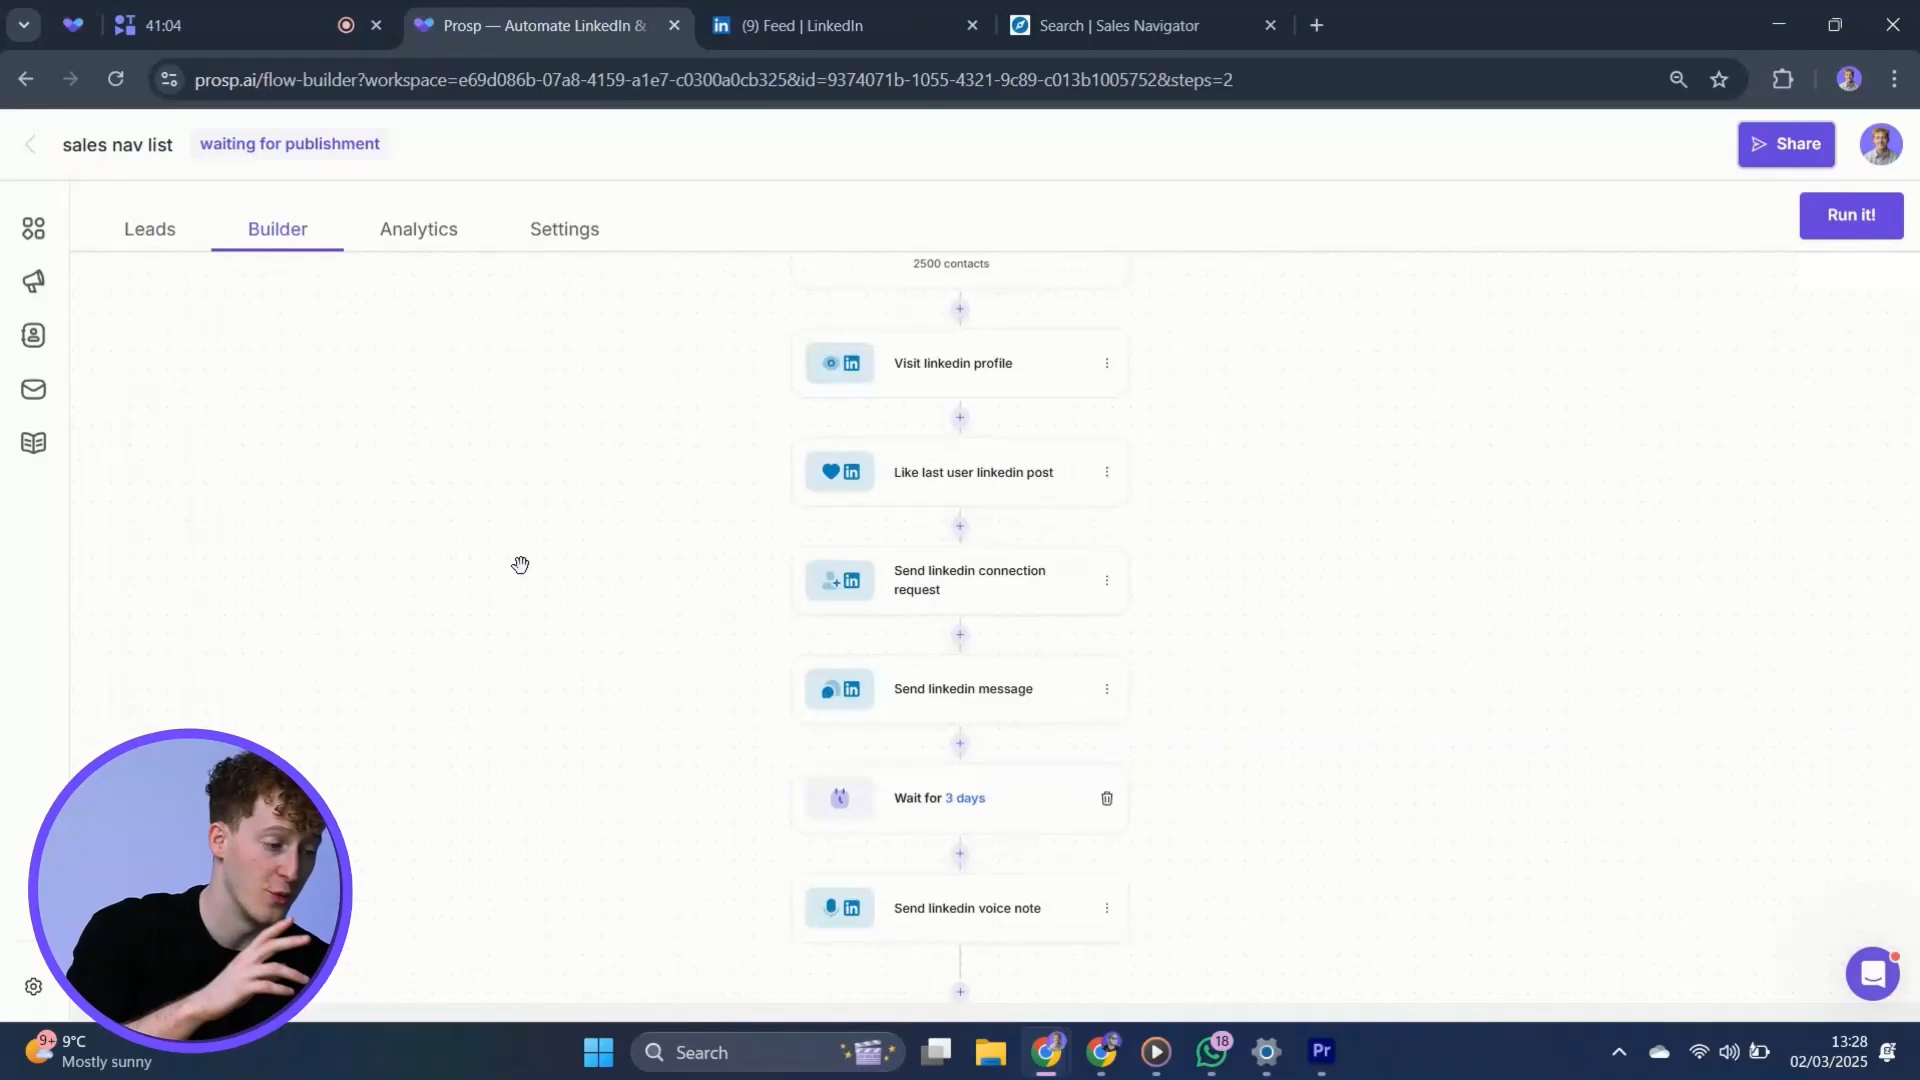 41:04
Prosp — Automate LinkedIn &
(9) Feed | LinkedIn
Search | Sales Navigator
prosp.ai/flow-builder?workspace=e69d086b-07a8-4159-a1e7-c0300a0cb325&id=9374071b-1055-4321-9c89-c013b1005752&steps=2
sales nav list
waiting for publishment
Share
Leads
Builder
Analytics
Settings
Run it!
2500 contacts
Visit linkedin profile
Like last user linkedin post
Send linkedin connection
request
Send linkedin message
Wait for 3 days
Send linkedin voice note
9+
9°C
Mostly sunny
Search
18
Pr
13:28
02/03/2025